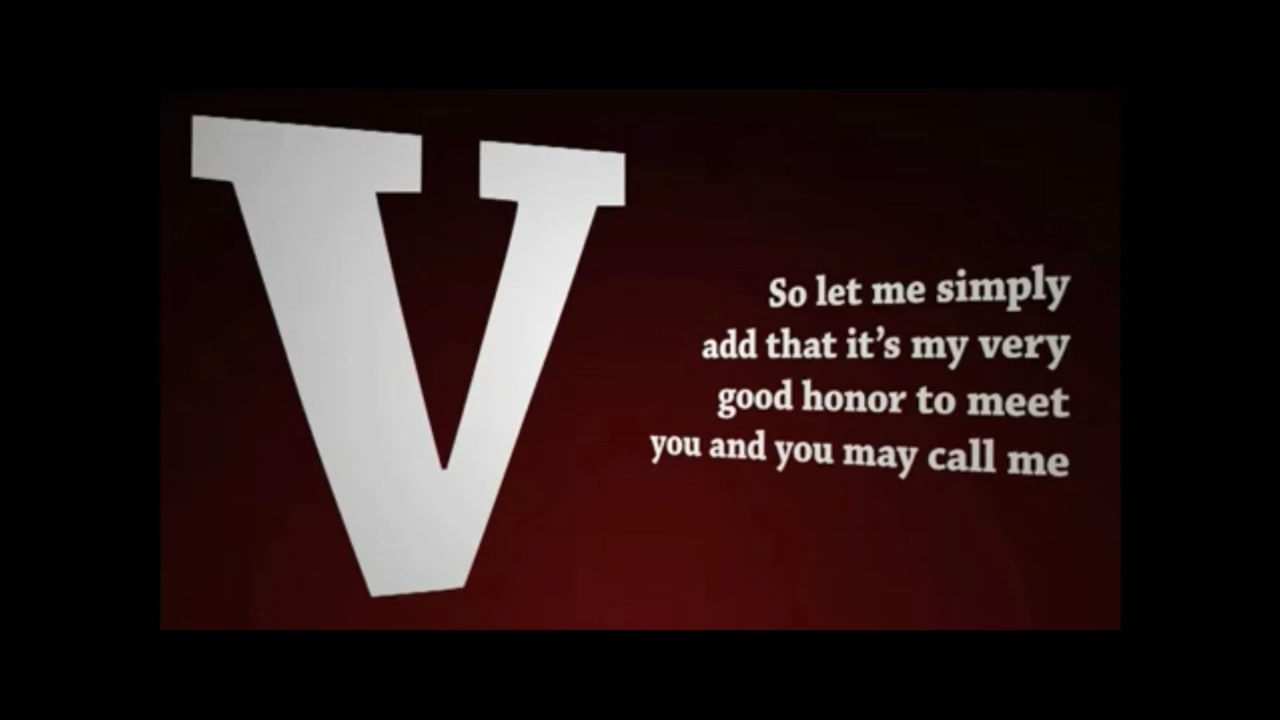 V
So let me simply
add that it’s my very
good honor to meet
you and you may call me